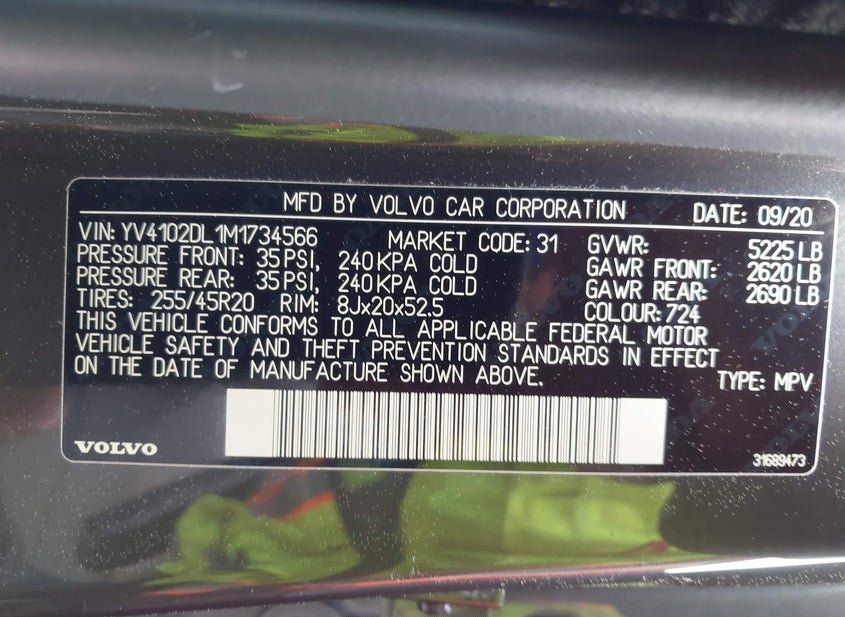 MFD BY VOLVO CAR CORPORATION DATE: 09/20
VIN: YV4102DL1M1734566 MARKET CODE: 31 GVWR: 5225 LB
PRESSURE FRONT: 35 PSI, 240 KPA COLD GAWR FRONT: 2620 LB
PRESSURE REAR: 35 PSI, 240 KPA COLD GAWR REAR: 2690 LB
TIRES: 255/45R20 RIM: 8Jx20x52.5 COLOUR: 724
THIS VEHICLE CONFORMS TO ALL APPLICABLE FEDERAL MOTOR
VEHICLE SAFETY AND THEFT PREVENTION STANDARDS IN EFFECT
ON THE DATE OF MANUFACTURE SHOWN ABOVE. TYPE: MPV
VOLVO 31689473